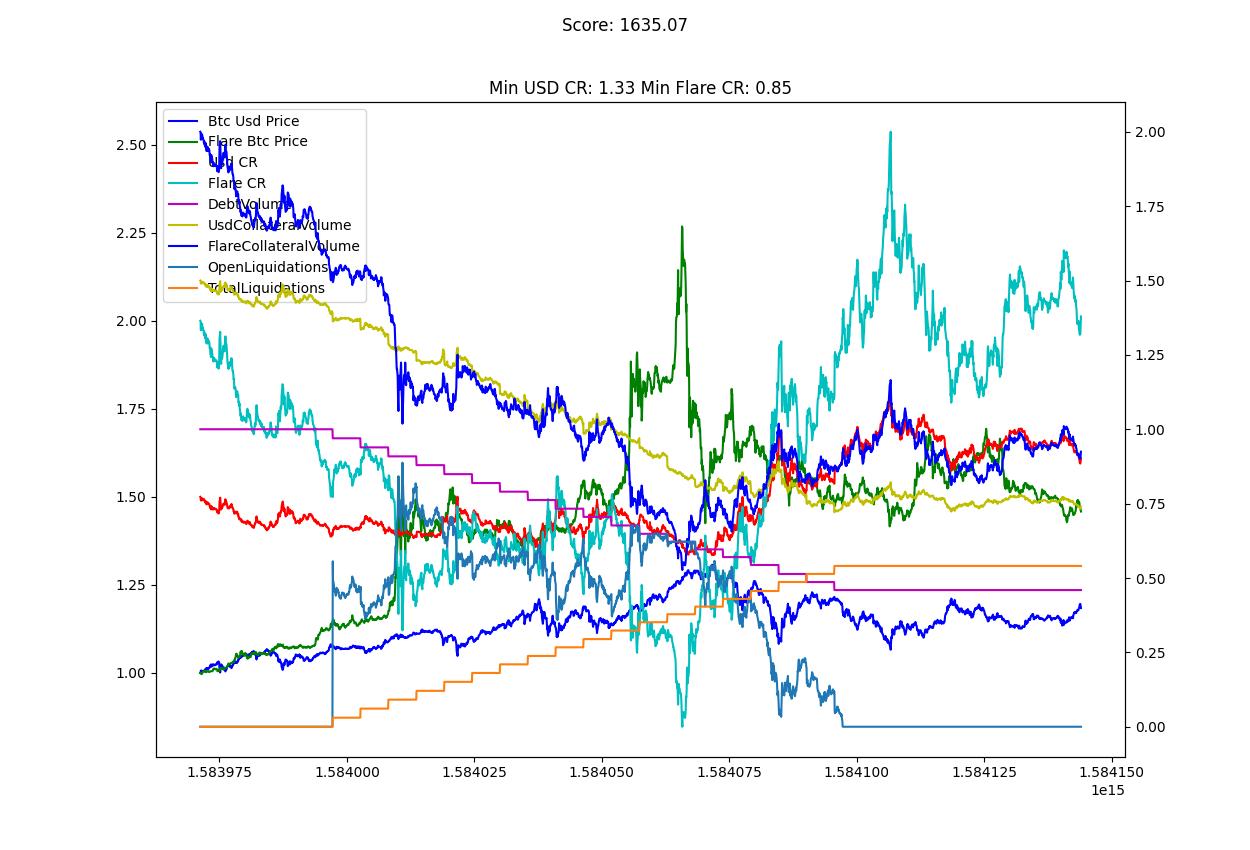 Score: 1635.07
Min USD CR: 1.33 Min Flare CR: 0.85
Btc Usd Price
Flare Btc Price
Usd CR
Flare CR
DebtVolume
UsdCollateralVolume
FlareCollateralVolume
OpenLiquidations
TotalLiquidations
2.50
2.25
2.00
1.75
1.50
1.25
1.00
2.00
1.75
1.50
1.25
1.00
0.75
0.50
0.25
0.00
1.583975 1.584000 1.584025 1.584050 1.584075 1.584100 1.584125 1.584150
1e15